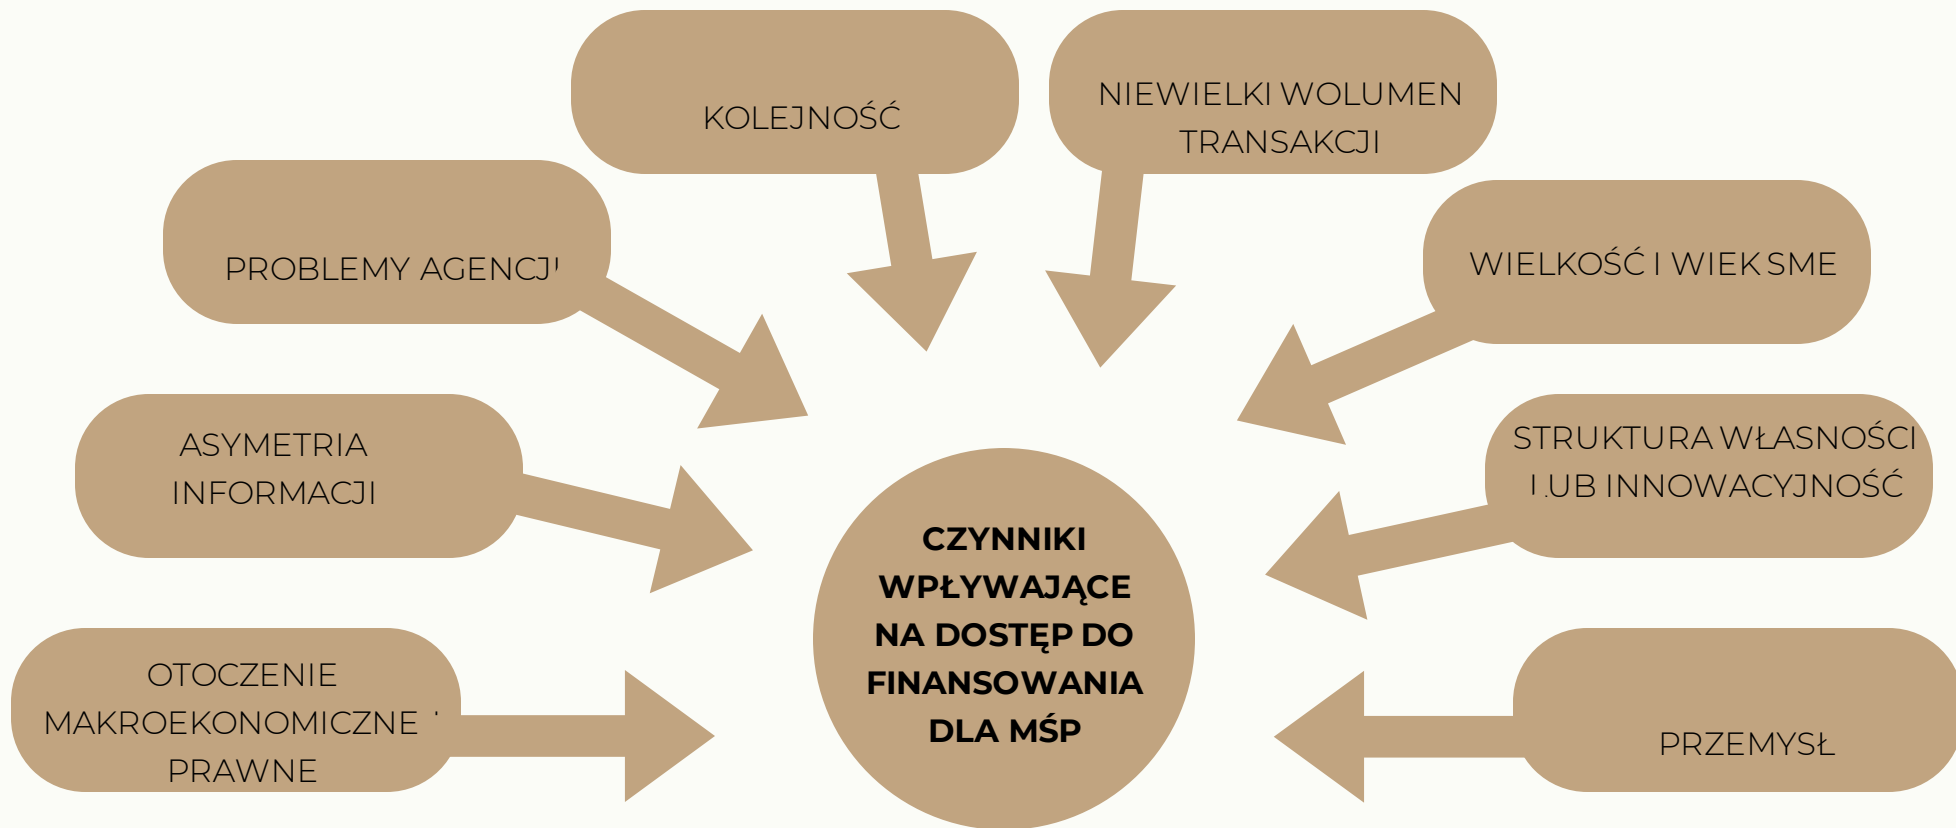 KOLEJNOŚĆ
NIEWIELKI WOLUMEN
TRANSAKCJI
PROBLEMY AGENCJI
WIELKOŚĆ I WIEK SME
ASYMETRIA
INFORMACJI
STRUKTURA WŁASNOŚCI
LUB INNOWACYJNOŚĆ
CZYNNIKI
WPŁYWAJĄCE
NA DOSTĘP DO
FINANSOWANIA
DLA MŚP
OTOCZENIE
MAKROEKONOMICZNE
PRAWNE
PRZEMYSŁ